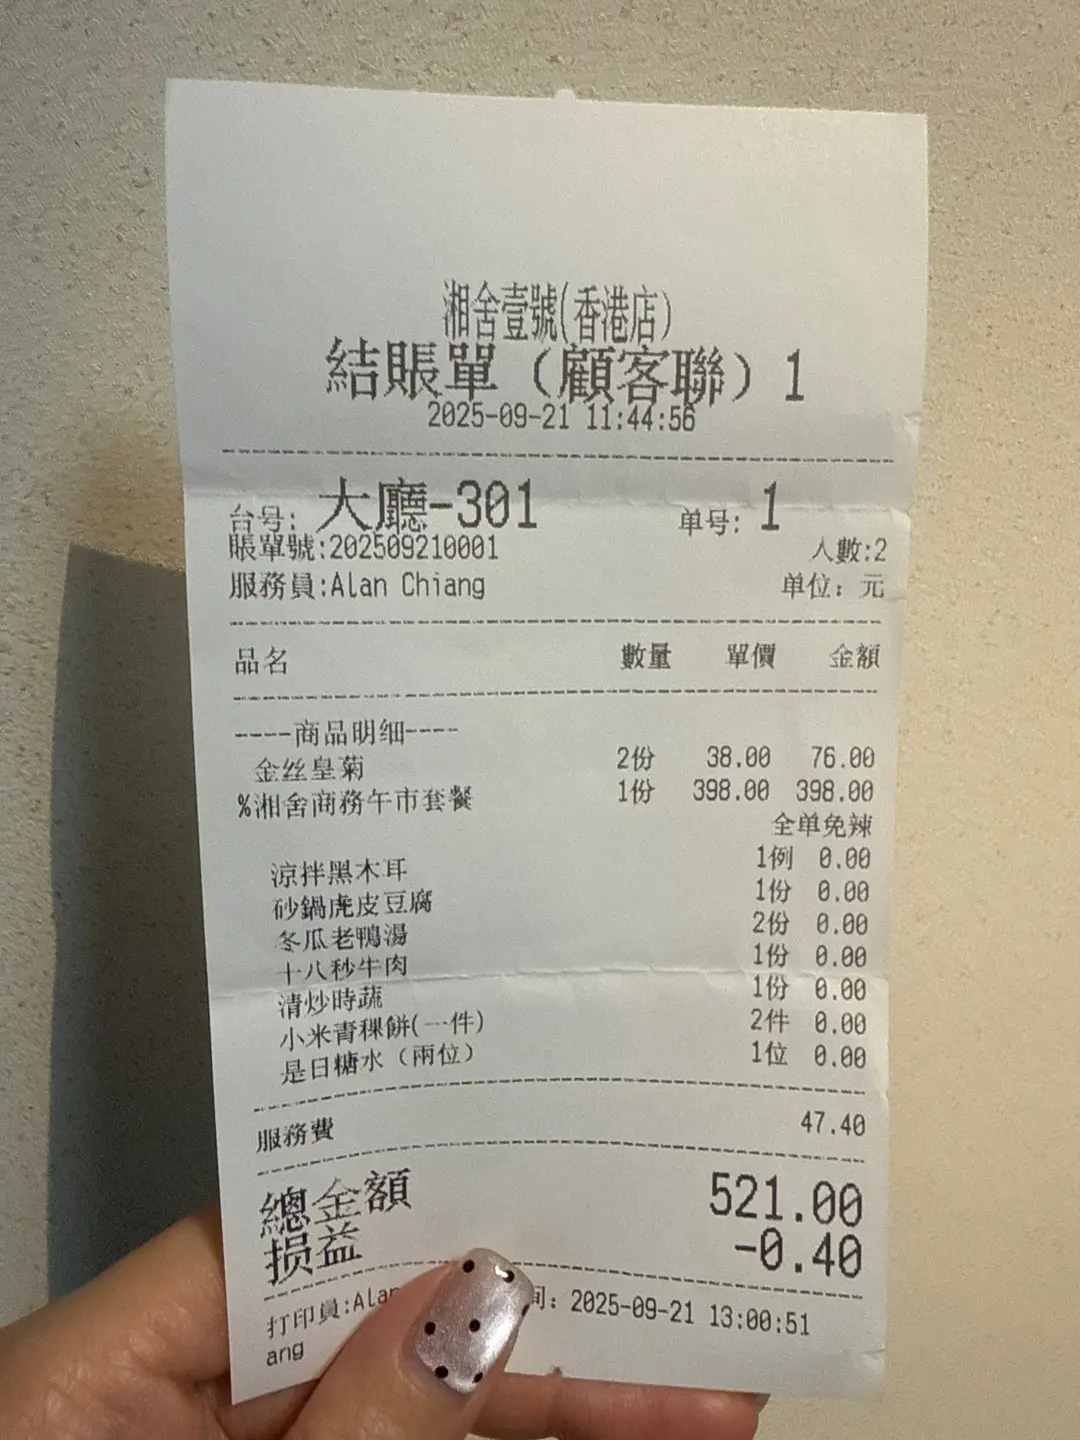 湘舍壹號(香港店)
結賬單（顧客聯）1
2025-09-21 11:44:56
台号: 大廳-301 单号: 1
賬單號:202509210001 人數:2
服務員:Alan Chiang 单位: 元
品名 數量 單價 金額
----商品明细----
金丝皇菊 2份 38.00 76.00
%湘舍商務午市套餐 1份 398.00 398.00
全单免辣
涼拌黑木耳 1例 0.00
砂鍋虎皮豆腐 1份 0.00
冬瓜老鴨湯 2份 0.00
十八秒牛肉 1份 0.00
清炒時蔬 1份 0.00
小米青稞餅(一件) 2件 0.00
是日糖水（兩位） 1位 0.00
服務費 47.40
總金額 521.00
损益 -0.40
打印員:Alan 间: 2025-09-21 13:00:51
ang